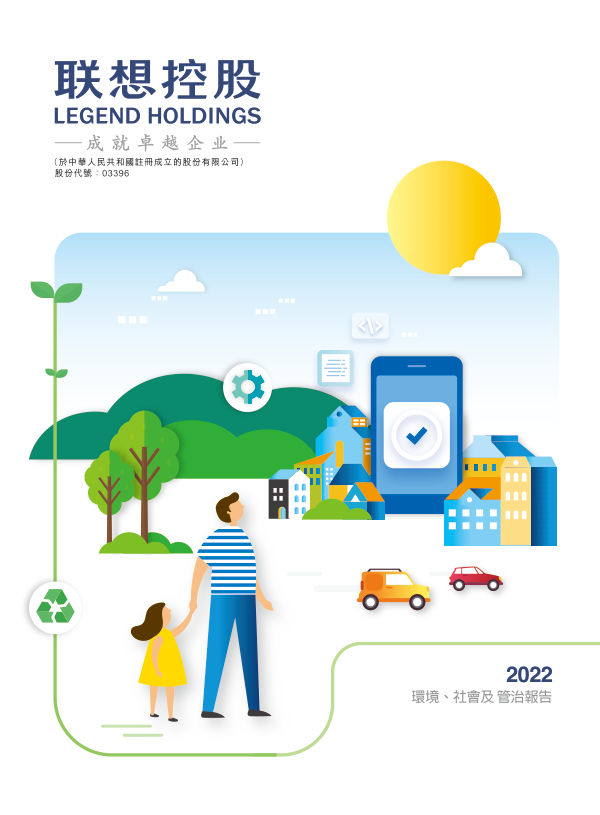 联想控股
LEGEND HOLDINGS
成就卓越企业
(於中華人民共和國註冊成立的股份有限公司)
股份代號：03396
</>
2022
環境、社會及管治報告